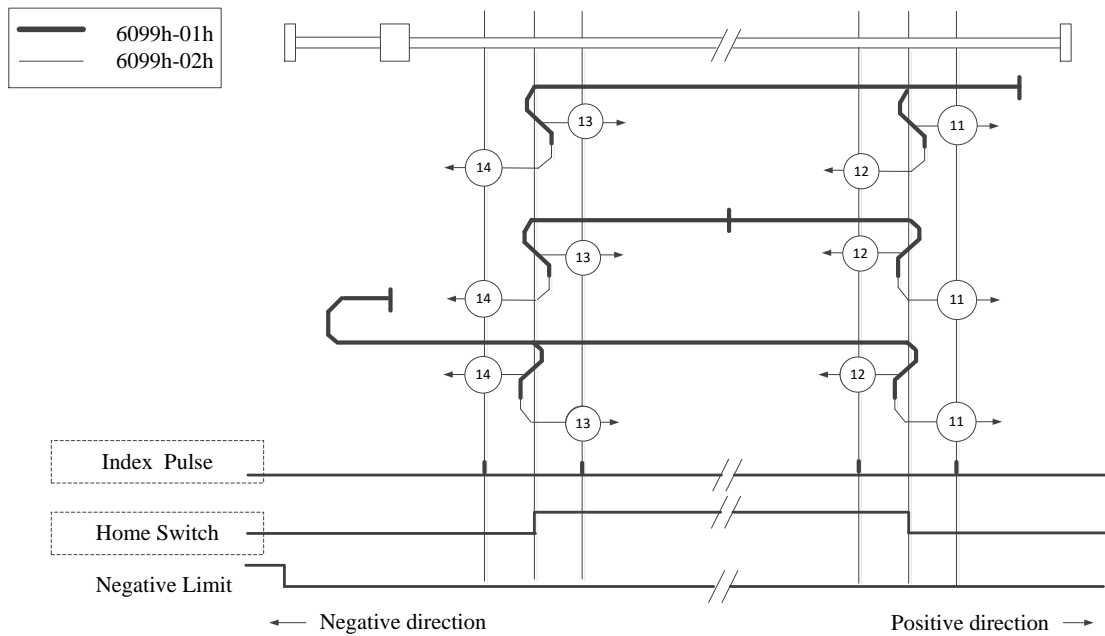 6099h-01h
6099h-02h
13
11
14
12
13
12
14
11
14
12
13
11
Index Pulse
Home Switch
Negative Limit
Negative direction
Positive direction